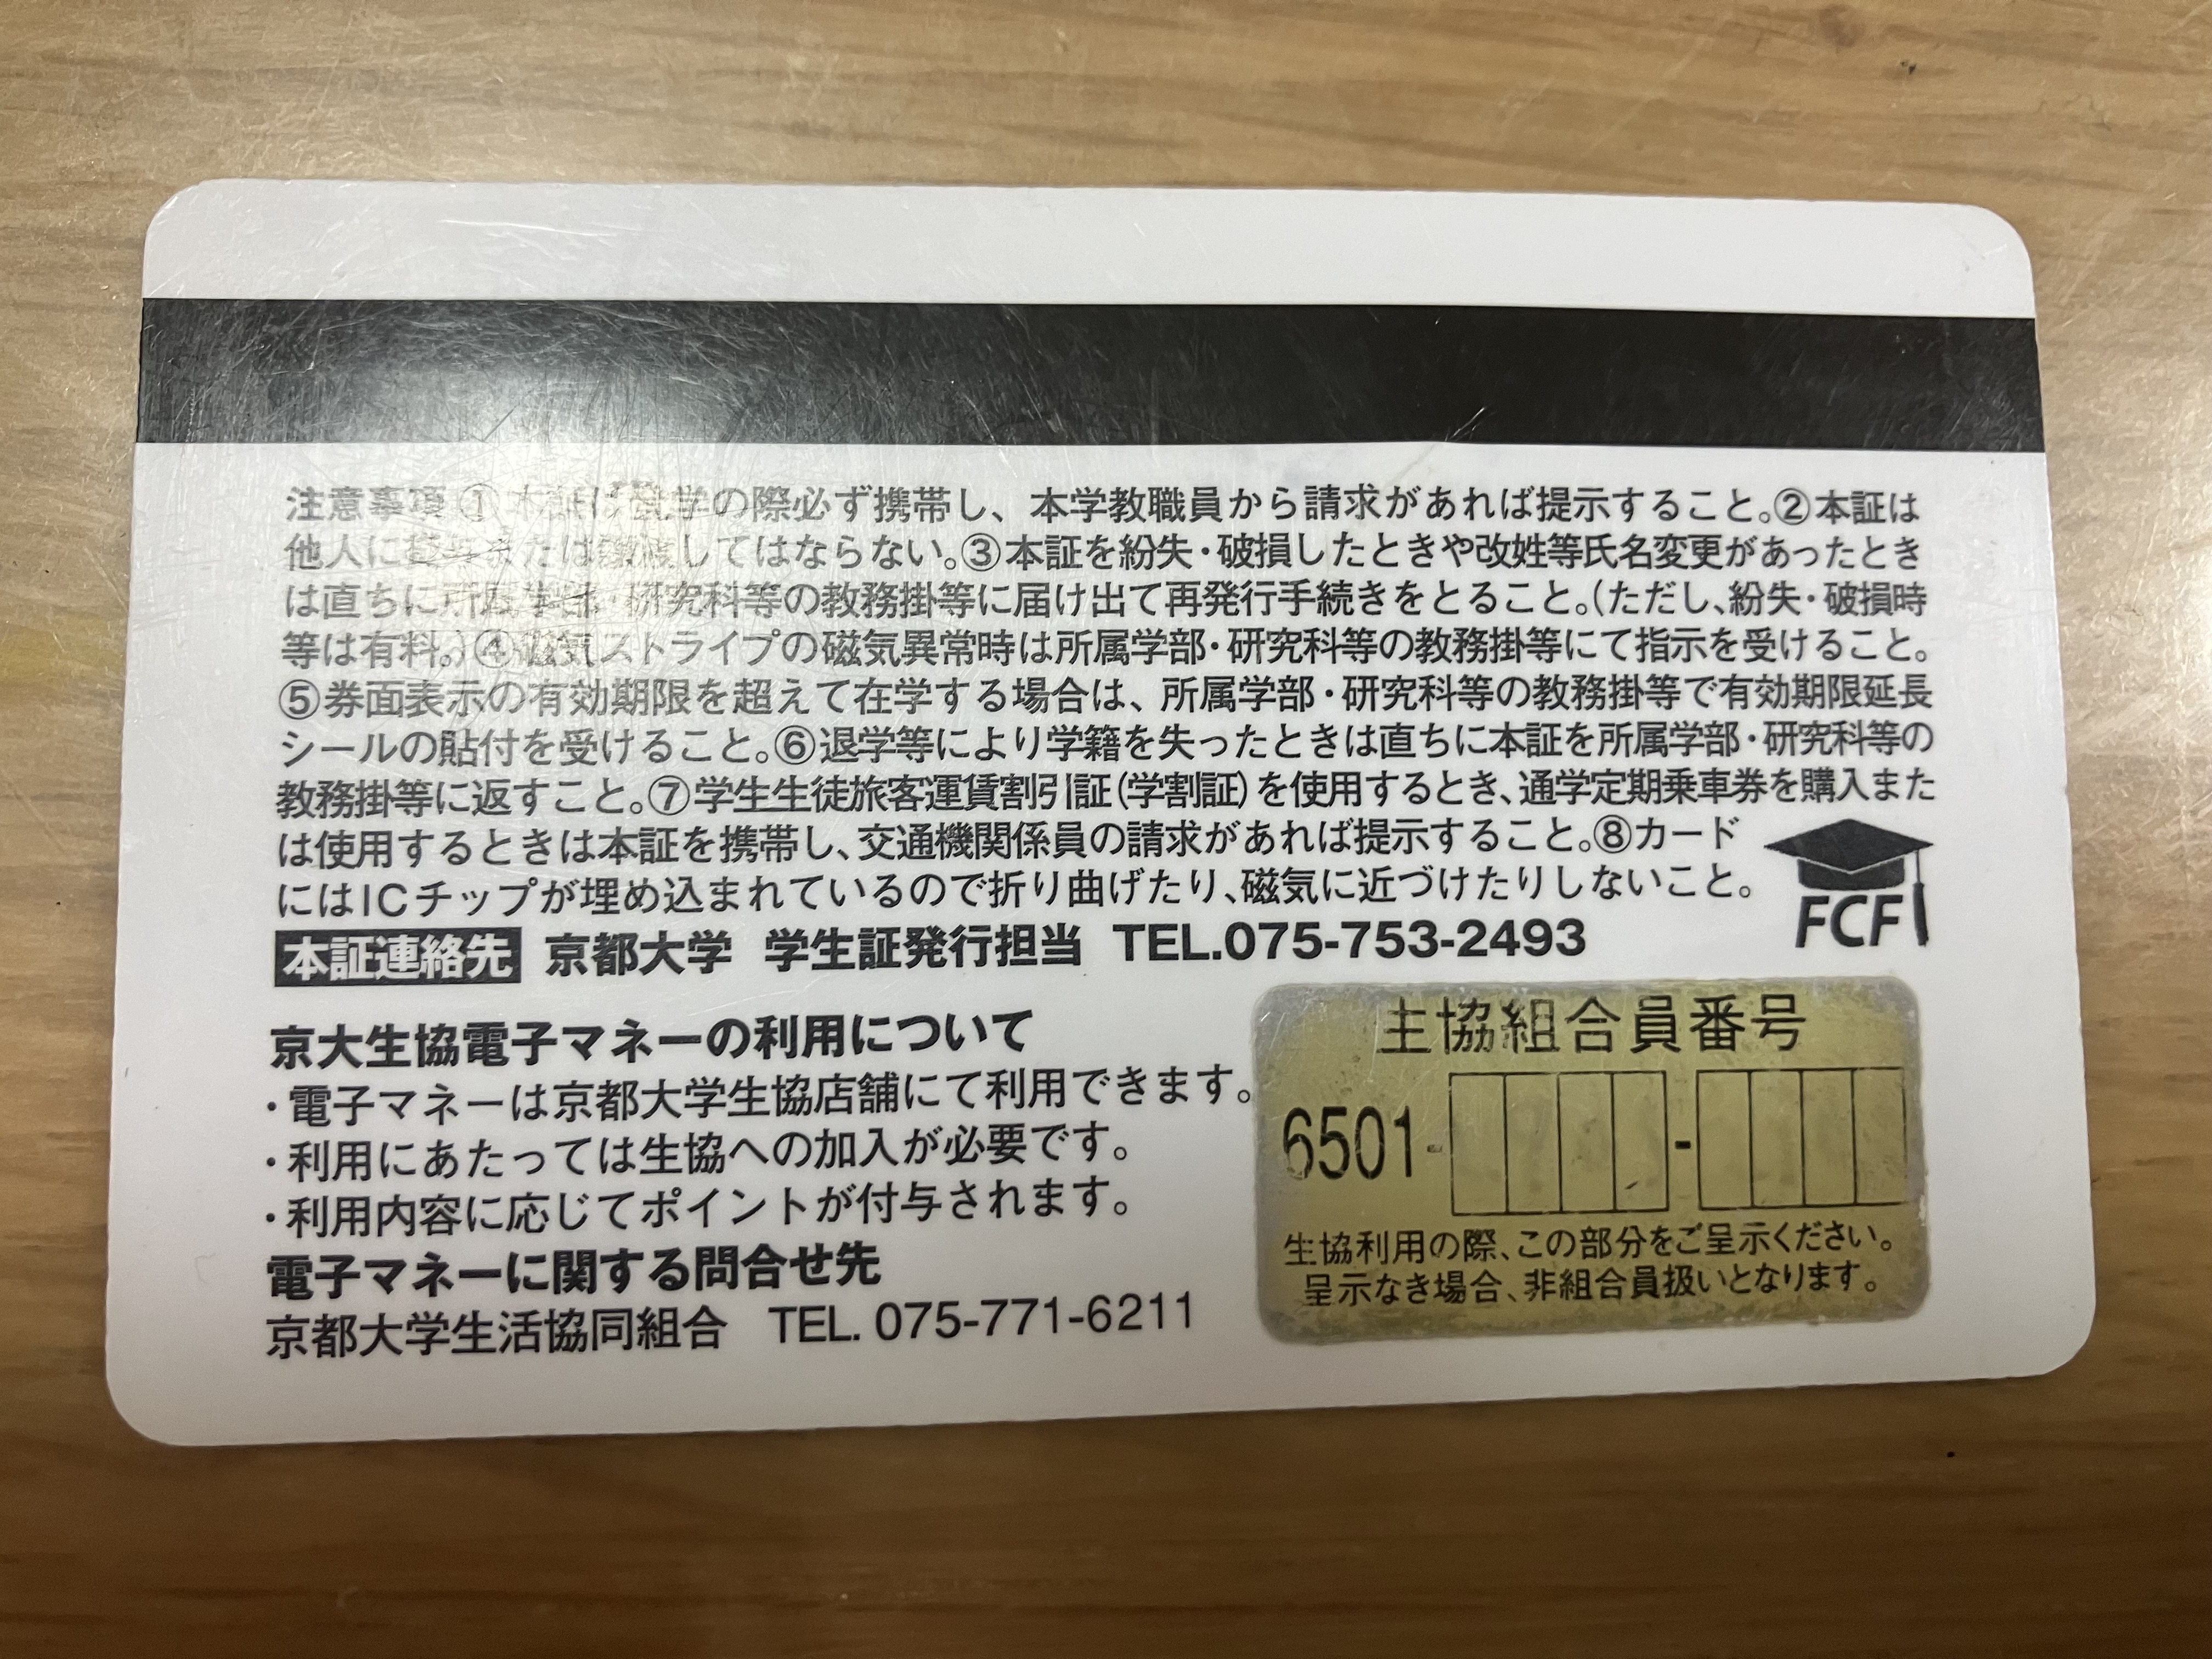 注意事項 ①本証は登学の際必ず携帯し、本学教職員から請求があれば提示すること。②本証は
他人に貸与または譲渡してはならない。③本証を紛失・破損したときや改姓等氏名変更があったとき
は直ちに所属学部・研究科等の教務掛等に届け出て再発行手続きをとること。(ただし、紛失・破損時
等は有料。)④磁気ストライプの磁気異常時は所属学部・研究科等の教務掛等にて指示を受けること。
⑤券面表示の有効期限を超えて在学する場合は、所属学部・研究科等の教務掛等で有効期限延長
シールの貼付を受けること。⑥退学等により学籍を失ったときは直ちに本証を所属学部・研究科等の
教務掛等に返すこと。⑦学生生徒旅客運賃割引証(学割証)を使用するとき、通学定期乗車券を購入また
は使用するときは本証を携帯し、交通機関係員の請求があれば提示すること。⑧カード
にはICチップが埋め込まれているので折り曲げたり、磁気に近づけたりしないこと。
FCF
本証連絡先 京都大学 学生証発行担当 TEL.075-753-2493
京大生協電子マネーの利用について
・電子マネーは京都大学生協店舗にて利用できます。
・利用にあたっては生協への加入が必要です。
・利用内容に応じてポイントが付与されます。
電子マネーに関する問合せ先
京都大学生活協同組合 TEL. 075-771-6211
生協組合員番号
6501- -
生協利用の際、この部分をご呈示ください。
呈示なき場合、非組合員扱いとなります。